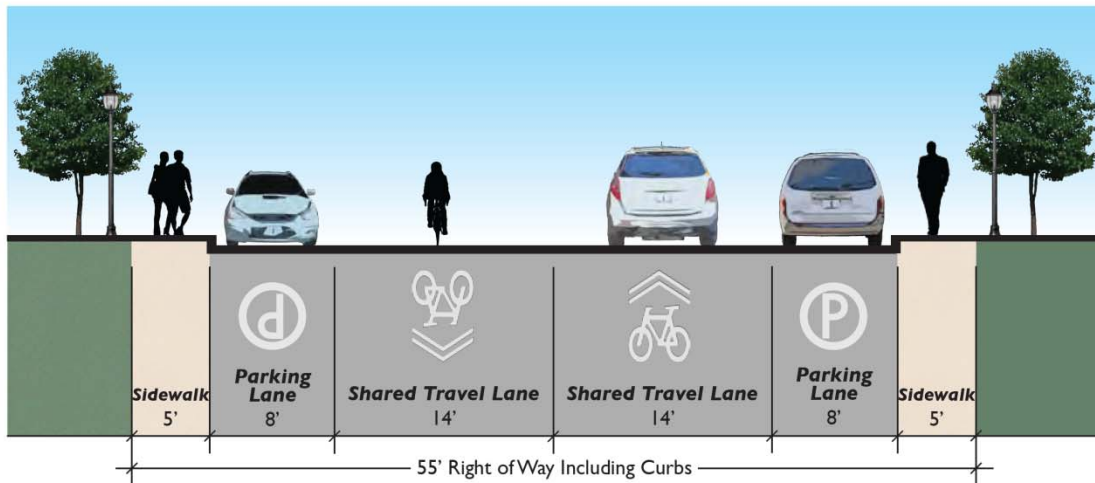 P
P
Sidewalk
5’
Parking
Lane
8’
Shared Travel Lane
14’
Shared Travel Lane
14’
Parking
Lane
8’
Sidewalk
5’
55’ Right of Way Including Curbs